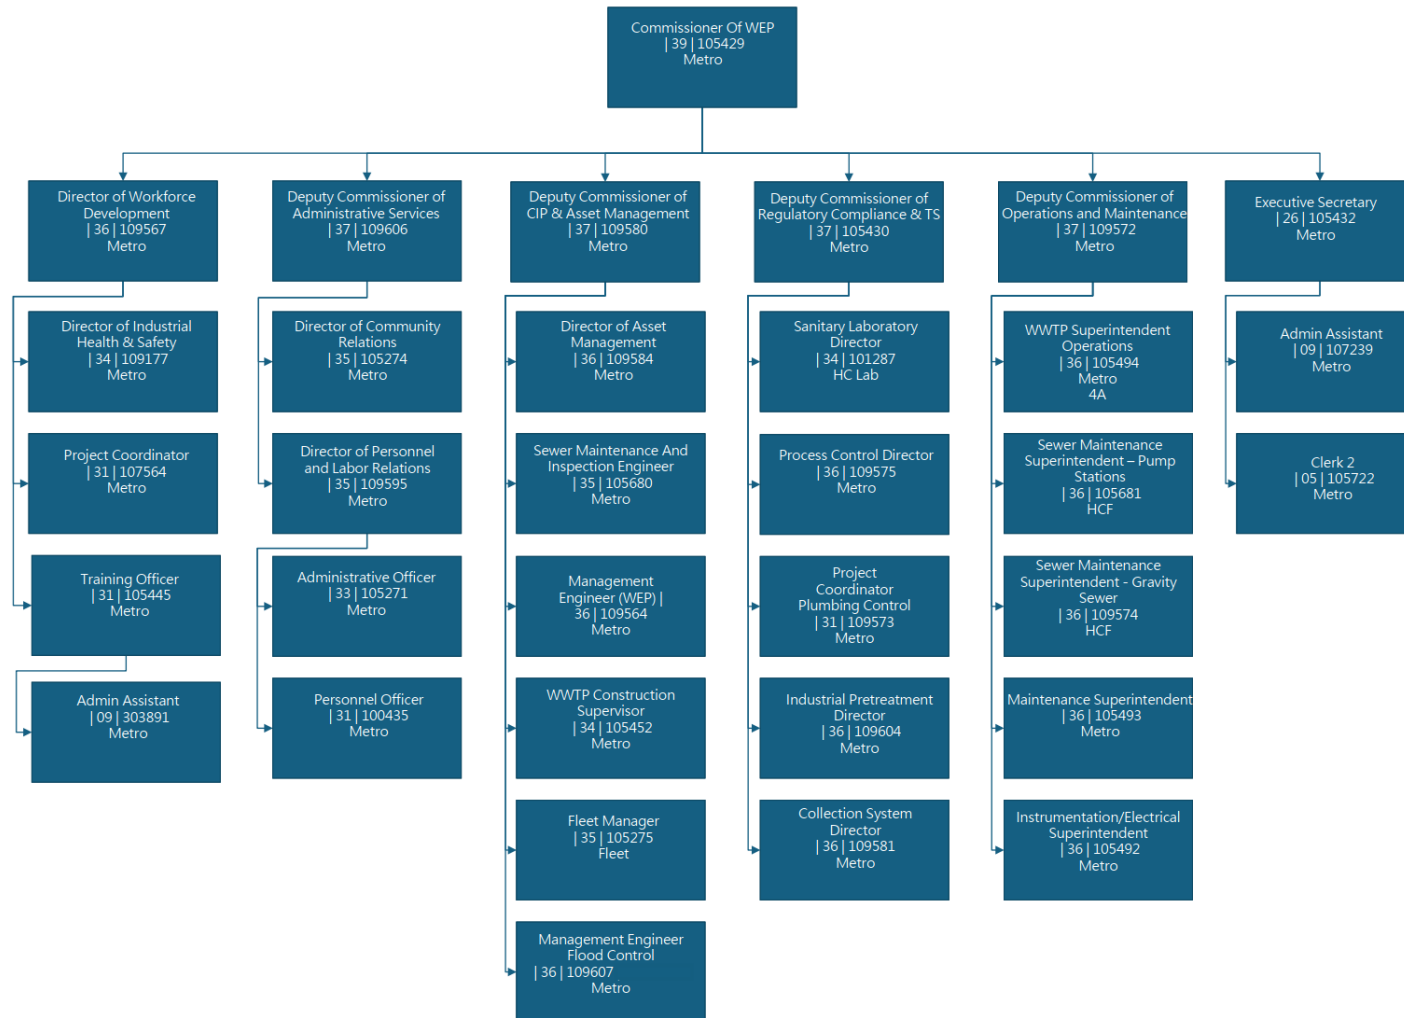 Commissioner Of WEP
| 39 | 105429
Metro
Director of Workforce
Development
| 36 | 109567
Metro
Deputy Commissioner of
Administrative Services
| 37 | 109606
Metro
Deputy Commissioner of
CIP & Asset Management
| 37 | 109580
Metro
Deputy Commissioner of
Regulatory Compliance & TS
| 37 | 105430
Metro
Deputy Commissioner of
Operations and Maintenance
| 37 | 109572
Metro
Executive Secretary
| 26 | 105432
Metro
Director of Industrial
Health & Safety
| 34 | 109177
Metro
Project Coordinator
| 31 | 107564
Metro
Training Officer
| 31 | 105445
Metro
Admin Assistant
| 09 | 303891
Metro
Director of Community
Relations
| 35 | 105274
Metro
Director of Personnel
and Labor Relations
| 35 | 109595
Metro
Administrative Officer
| 33 | 105271
Metro
Personnel Officer
| 31 | 100435
Metro
Director of Asset
Management
| 36 | 109584
Metro
Sewer Maintenance And
Inspection Engineer
| 35 | 105680
Metro
Management
Engineer (WEP) |
36 | 109564
Metro
WWTP Construction
Supervisor
| 34 | 105452
Metro
Fleet Manager
| 35 | 105275
Fleet
Management Engineer
Flood Control
| 36 | 109607
Metro
Sanitary Laboratory
Director
| 34 | 101287
HC Lab
Process Control Director
| 36 | 109575
Metro
Project
Coordinator
Plumbing Control
| 31 | 109573
Metro
Industrial Pretreatment
Director
| 36 | 109604
Metro
Collection System
Director
| 36 | 109581
Metro
WWTP Superintendent
Operations
| 36 | 105494
Metro
4A
Sewer Maintenance
Superintendent – Pump
Stations
| 36 | 105681
HCF
Sewer Maintenance
Superintendent - Gravity
Sewer
| 36 | 109574
HCF
Maintenance Superintendent
| 36 | 105493
Metro
Instrumentation/Electrical
Superintendent
| 36 | 105492
Metro
Admin Assistant
| 09 | 107239
Metro
Clerk 2
| 05 | 105722
Metro